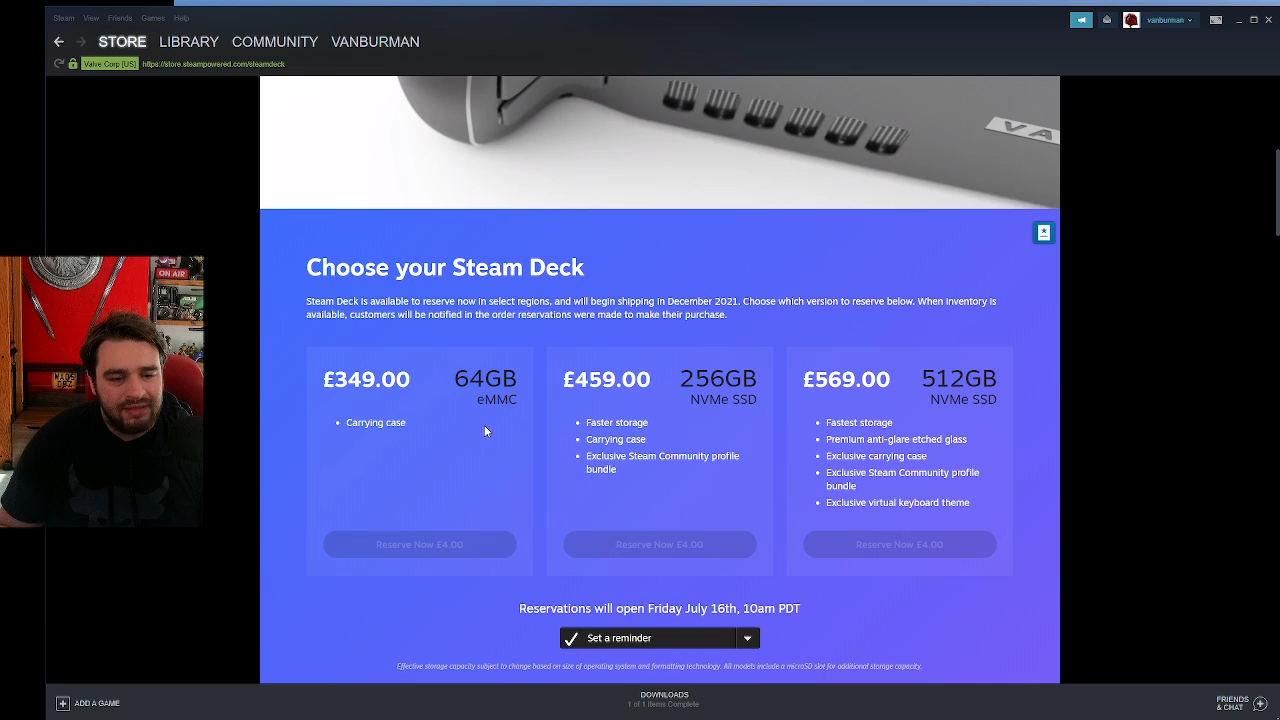 Steam View Friends Games Help
vanburman
STORE LIBRARY COMMUNITY VANBURMAN
Valve Corp [US] https://store.steampowered.com/steamdeck
VA
ON AIR
Choose your Steam Deck
Steam Deck is available to reserve now in select regions, and will begin shipping in December 2021. Choose which version to reserve below. When inventory is
available, customers will be notified in the order reservations were made to make their purchase.
£349.00 64GB
eMMC
• Carrying case
Reserve Now £4.00
£459.00 256GB
NVMe SSD
• Faster storage
• Carrying case
• Exclusive Steam Community profile
bundle
Reserve Now £4.00
£569.00 512GB
NVMe SSD
• Fastest storage
• Premium anti-glare etched glass
• Exclusive carrying case
• Exclusive Steam Community profile
bundle
• Exclusive virtual keyboard theme
Reserve Now £4.00
Reservations will open Friday July 16th, 10am PDT
Set a reminder
Effective storage capacity subject to change based on size of operating system and formatting technology. All models include a microSD slot for additional storage capacity.
ADD A GAME
DOWNLOADS
1 of 1 Items Complete
FRIENDS
& CHAT